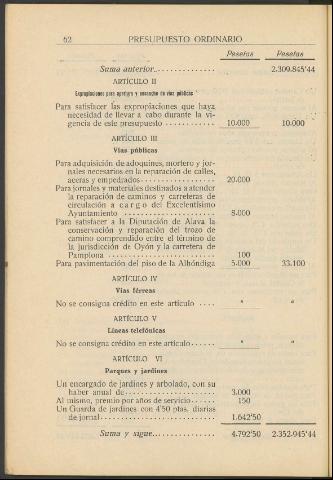 62 PRESUPUESTO ORDINARIO
Pesetas Pesetas
Suma anterior............... 2.309.845'44
ARTÍCULO II
Expropiaciones para apertura y ensanche de vías públicas
Para satisfacer las expropiaciones que haya
necesidad de llevar a cabo durante la vi-
gencia de este presupuesto ............ 10.000 10.000
ARTÍCULO III
Vías públicas
Para adquisición de adoquines, mortero y jor-
nales necesarios en la reparación de calles,
aceras y empedrados................. 20.000
Para jornales y materiales destinados a atender
la reparación de caminos y carreteras de
circulación a cargo del Excelentísimo
Ayuntamiento ...................... 8.000
Para satisfacer a la Diputación de Alava la
conservación y reparación del trozo de
camino comprendido entre el término de
la jurisdicción de Oyón y la carretera de
Pamplona .......................... 100
Para pavimentación del piso de la Alhóndiga 5.000 33.100
ARTÍCULO IV
Vías férreas
No se consigna crédito en este artículo .... " "
ARTÍCULO V
Líneas telefónicas
No se consigna crédito en este artículo...... " "
ARTÍCULO VI
Parques y jardines
Un encargado de jardines y arbolado, con su
haber anual de...................... 3.000
Al mismo, premio por años de servicio...... 150
Un Guarda de jardines con 4'50 ptas. diarias
de jornal............................ 1.642'50
Suma y sigue............... 4.792'50 2.352.945'44